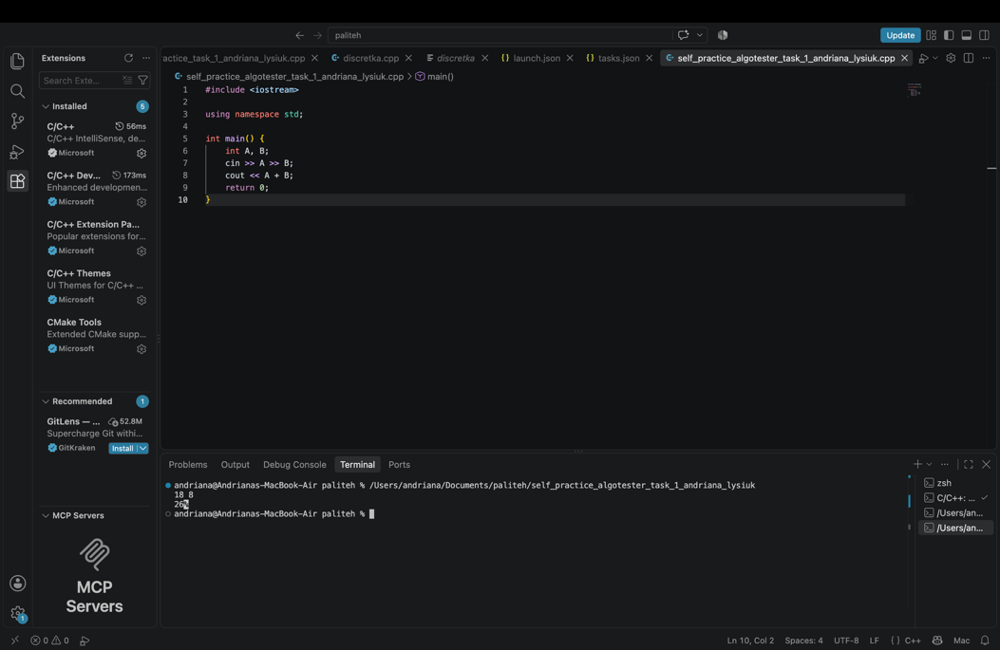 paliteh
Update
Extensions
Search Exte...
Installed 5
C/C++ 56ms
C/C++ IntelliSense, de...
Microsoft
C/C++ Dev... 173ms
Enhanced developmen...
Microsoft
C/C++ Extension Pa...
Popular extensions for...
Microsoft
C/C++ Themes
UI Themes for C/C++ ...
Microsoft
CMake Tools
Extended CMake supp...
Microsoft
Recommended 1
GitLens — ... 52.8M
Supercharge Git withi...
GitKraken Install
MCP Servers
MCP
Servers
actice_task_1_andriana_lysiuk.cpp discretka.cpp discretka {} launch.json {} tasks.json self_practice_algotester_task_1_andriana_lysiuk.cpp
self_practice_algotester_task_1_andriana_lysiuk.cpp > main()
1 #include <iostream>
2
3 using namespace std;
4
5 int main() {
6 int A, B;
7 cin >> A >> B;
8 cout << A + B;
9 return 0;
10 }
Problems Output Debug Console Terminal Ports
andriana@Andrianas-MacBook-Air paliteh % /Users/andriana/Documents/paliteh/self_practice_algotester_task_1_andriana_lysiuk
18 8
26%
andriana@Andrianas-MacBook-Air paliteh %
zsh
C/C++: ...
/Users/an...
/Users/an...
1
0 0
Ln 10, Col 2 Spaces: 4 UTF-8 LF {} C++ Mac